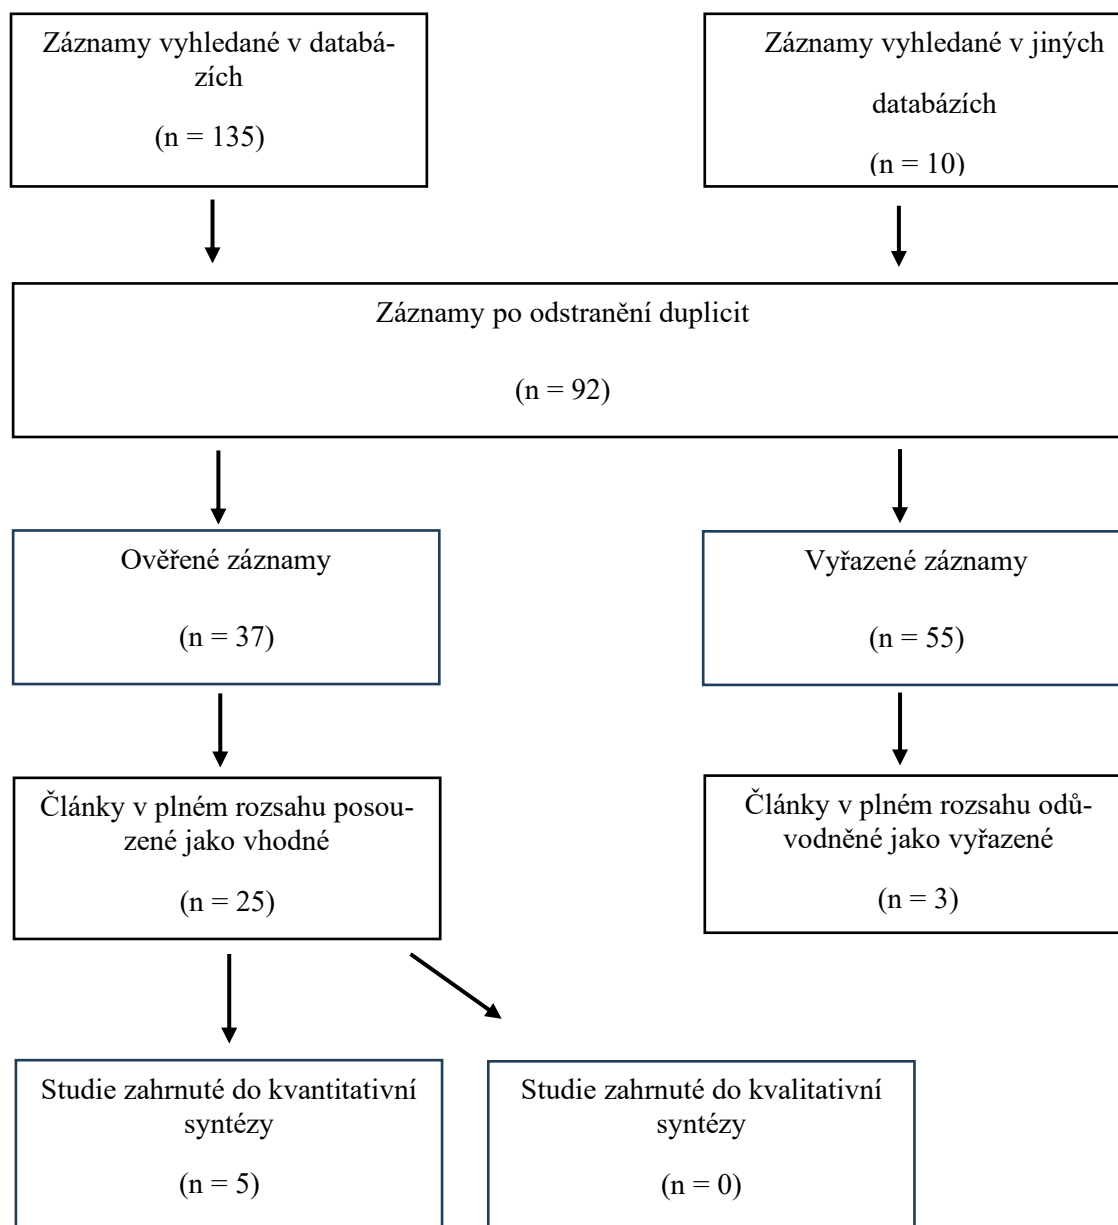 Záznamy vyhledané v databá-
zích
(n = 135)
Záznamy vyhledané v jiných
databázích
(n = 10)
Záznamy po odstranění duplicit
(n = 92)
Ověřené záznamy
(n = 37)
Vyřazené záznamy
(n = 55)
Články v plném rozsahu posou-
zené jako vhodné
(n = 25)
Články v plném rozsahu odů-
vodněné jako vyřazené
(n = 3)
Studie zahrnuté do kvantitativní
syntézy
(n = 5)
Studie zahrnuté do kvalitativní
syntézy
(n = 0)